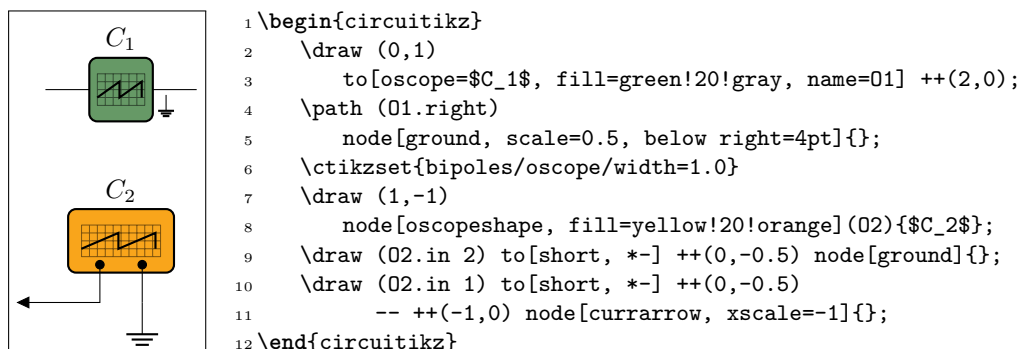 C_1
C_2
1 \begin{circuitikz}
2 \draw (0,1)
3 to[oscope=$C_1$, fill=green!20!gray, name=O1] ++(2,0);
4 \path (O1.right)
5 node[ground, scale=0.5, below right=4pt]{};
6 \ctikzset{bipoles/oscope/width=1.0}
7 \draw (1,-1)
8 node[oscopeshape, fill=yellow!20!orange](O2){$C_2$};
9 \draw (O2.in 2) to[short, *-] ++(0,-0.5) node[ground]{};
10 \draw (O2.in 1) to[short, *-] ++(0,-0.5)
11 -- ++(-1,0) node[currarrow, xscale=-1]{};
12 \end{circuitikz}